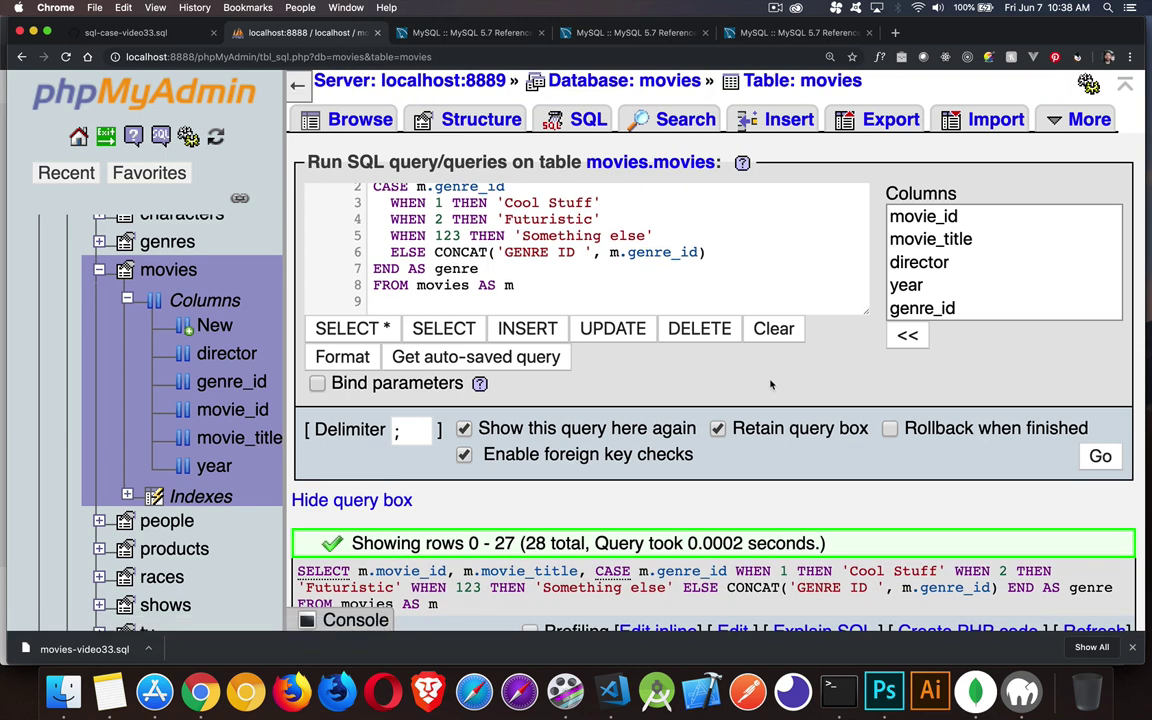 Chrome File Edit View History Bookmarks People Window Help 100% Fri Jun 7 10:38 AM
sql-case-video33.sql × localhost:8888 / localhost / mo × MySQL :: MySQL 5.7 Reference × MySQL :: MySQL 5.7 Reference × MySQL :: MySQL 5.7 Reference × +
localhost:8888/phpMyAdmin/tbl_sql.php?db=movies&table=movies
phpMyAdmin
Recent Favorites
characters
genres
movies
Columns
New
director
genre_id
movie_id
movie_title
year
Indexes
people
products
races
shows
Server: localhost:8889 » Database: movies » Table: movies
Browse Structure SQL Search Insert Export Import More
Run SQL query/queries on table movies.movies:
2 CASE m.genre_id
3 WHEN 1 THEN 'Cool Stuff'
4 WHEN 2 THEN 'Futuristic'
5 WHEN 123 THEN 'Something else'
6 ELSE CONCAT('GENRE ID ', m.genre_id)
7 END AS genre
8 FROM movies AS m
9
Columns
movie_id
movie_title
director
year
genre_id
<<
SELECT * SELECT INSERT UPDATE DELETE Clear
Format Get auto-saved query
Bind parameters
[ Delimiter ; ] Show this query here again Retain query box Rollback when finished
Enable foreign key checks
Go
Hide query box
Showing rows 0 - 27 (28 total, Query took 0.0002 seconds.)
SELECT m.movie_id, m.movie_title, CASE m.genre_id WHEN 1 THEN 'Cool Stuff' WHEN 2 THEN
'Futuristic' WHEN 123 THEN 'Something else' ELSE CONCAT('GENRE ID ', m.genre_id) END AS genre
FROM movies AS m
Console
Profiling [Edit inline] [ Edit ] [ Explain SQL ] [ Create PHP code ] [ Refresh]
movies-video33.sql
Show All
Ps
Ai